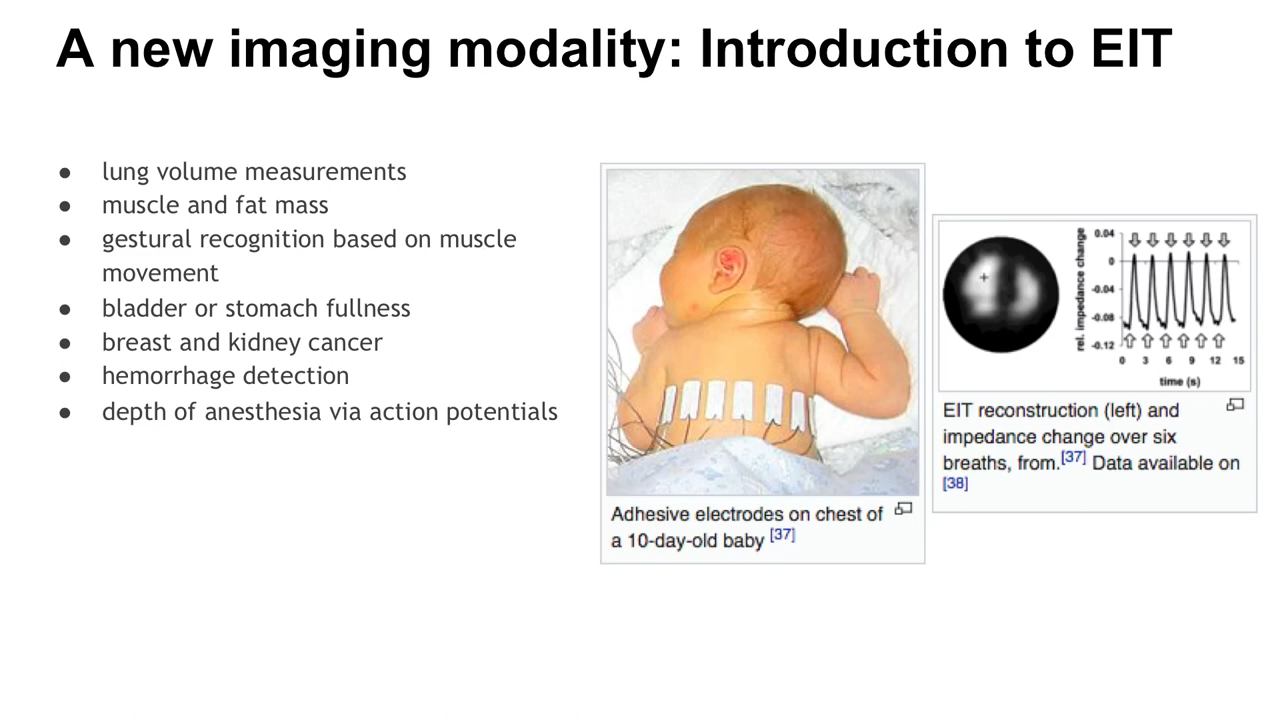 A new imaging modality: Introduction to EIT
● lung volume measurements
● muscle and fat mass
● gestural recognition based on muscle
movement
● bladder or stomach fullness
● breast and kidney cancer
● hemorrhage detection
● depth of anesthesia via action potentials
Adhesive electrodes on chest of
a 10-day-old baby [37]
rel. impedance change
0.04
0
-0.04
-0.08
-0.12
0 3 6 9 12 15
time (s)
EIT reconstruction (left) and
impedance change over six
breaths, from.[37] Data available on
[38]